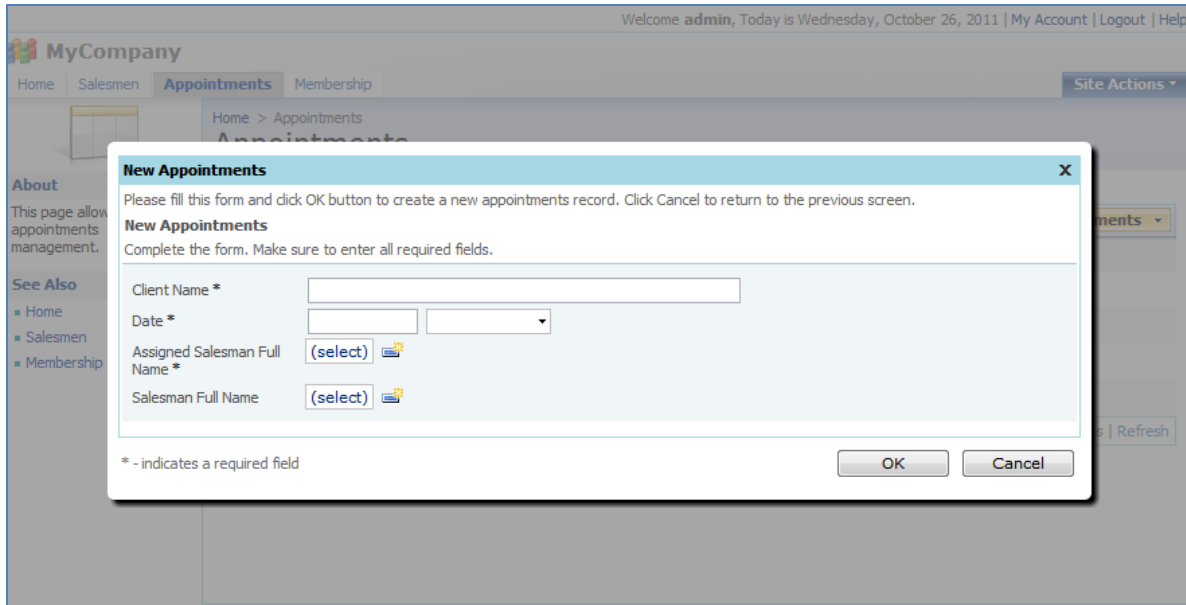 Welcome admin, Today is Wednesday, October 26, 2011 | My Account | Logout | Help
MyCompany
Home Salesmen Appointments Membership Site Actions
Home > Appointments
Appointments
About
This page allow
appointments
management.
See Also
Home
Salesmen
Membership
New Appointments x
Please fill this form and click OK button to create a new appointments record. Click Cancel to return to the previous screen.
New Appointments
Complete the form. Make sure to enter all required fields.
Client Name *
Date *
Assigned Salesman Full
Name *
(select)
Salesman Full Name (select)
* - indicates a required field
OK Cancel
ments
s | Refresh